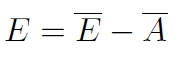 E = E̅ − A̅